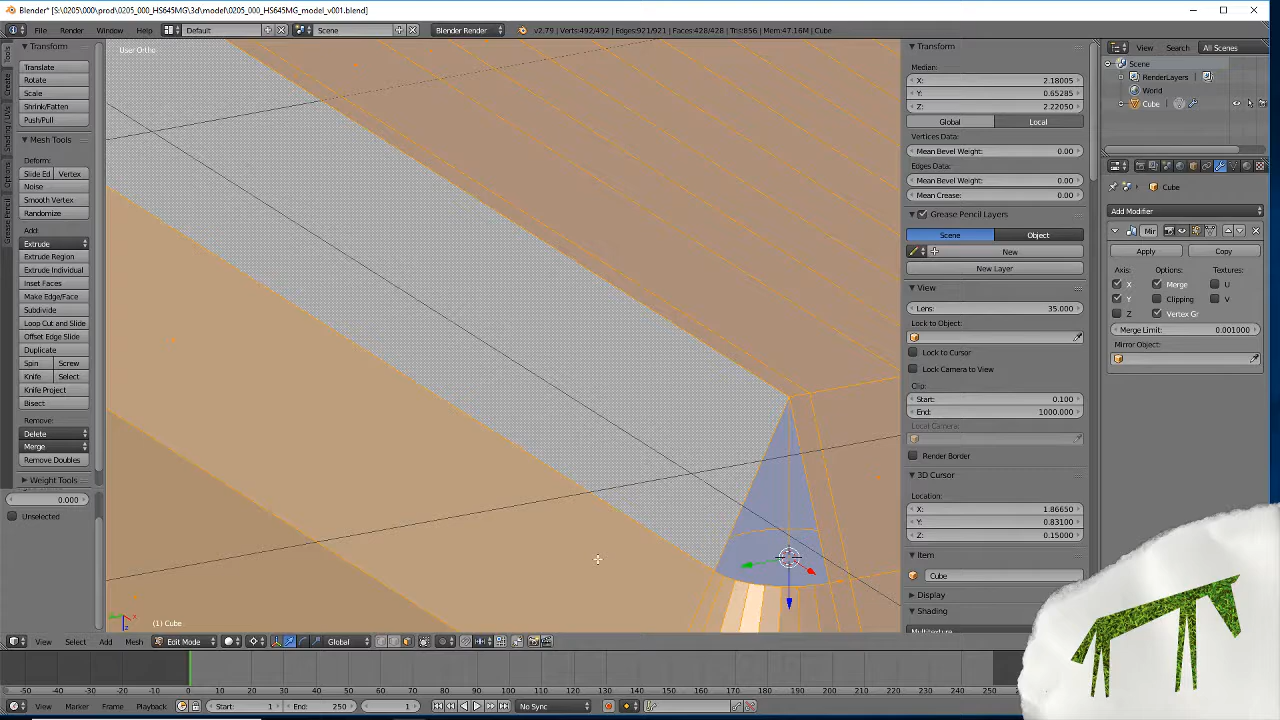 Blender* [S:\0205_000\prod\0205_000_HS645MG\3d\model\0205_000_HS645MG_model_v001.blend]
File Render Window Help Default Scene Blender Render v2.79 | Verts:492/492 | Edges:921/921 | Faces:428/428 | Tris:856 | Mem:47.16M | Cube
Tools
Create
Shading / UVs
Options
Grease Pencil
Transform
Translate
Rotate
Scale
Shrink/Fatten
Push/Pull
Mesh Tools
Deform:
Slide Ed Vertex
Noise
Smooth Vertex
Randomize
Add:
Extrude
Extrude Region
Extrude Individual
Inset Faces
Make Edge/Face
Subdivide
Loop Cut and Slide
Offset Edge Slide
Duplicate
Spin Screw
Knife Select
Knife Project
Bisect
Remove:
Delete
Merge
Remove Doubles
Weight Tools
0.000
Unselected
User Ortho
(1) Cube
Transform
Median:
X: 2.18005
Y: 0.65285
Z: 2.22050
Global Local
Vertices Data:
Mean Bevel Weight: 0.00
Edges Data:
Mean Bevel Weight: 0.00
Mean Crease: 0.00
Grease Pencil Layers
Scene Object
New
New Layer
View
Lens: 35.000
Lock to Object:
Lock to Cursor
Lock Camera to View
Clip:
Start: 0.100
End: 1000.000
Local Camera:
Render Border
3D Cursor
Location:
X: 1.86650
Y: 0.83100
Z: 0.15000
Item
Cube
Display
Shading
View Search All Scenes
Scene
RenderLayers
World
Cube
Cube
Add Modifier
Mir
Apply Copy
Axis: Options: Textures:
X Merge U
Y Clipping V
Z Vertex Gr
Merge Limit: 0.001000
Mirror Object:
View Select Add Mesh Edit Mode Global
-50 -40 -30 -20 -10 0 10 20 30 40 50 60 70 80 90 100 110 120 130 140 150 160 170 180 190 200 210 220 230 240 250
View Marker Frame Playback Start: 1 End: 250 1 No Sync